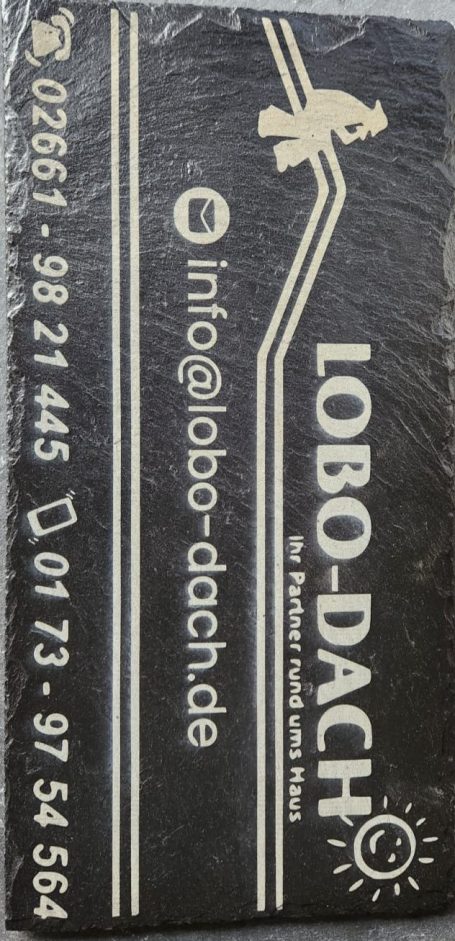 LOBO-DACH
Ihr Partner rund ums Haus
info@lobo-dach.de
02661 - 98 21 445 01 73 - 97 54 564